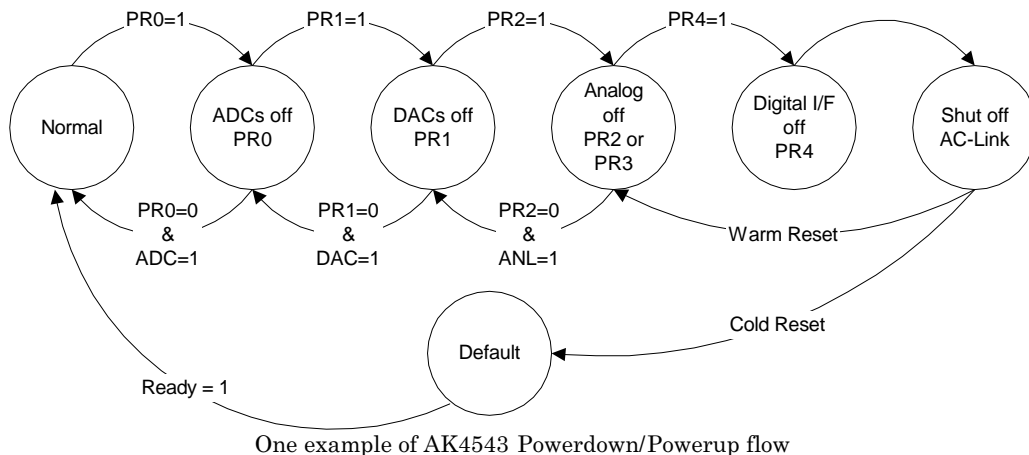 PR0=1
PR1=1
PR2=1
PR4=1
Normal
ADCs off
PR0
DACs off
PR1
Analog
off
PR2 or
PR3
Digital I/F
off
PR4
Shut off
AC-Link
PR0=0
&
ADC=1
PR1=0
&
DAC=1
PR2=0
&
ANL=1
Warm Reset
Cold Reset
Default
Ready = 1
One example of AK4543 Powerdown/Powerup flow